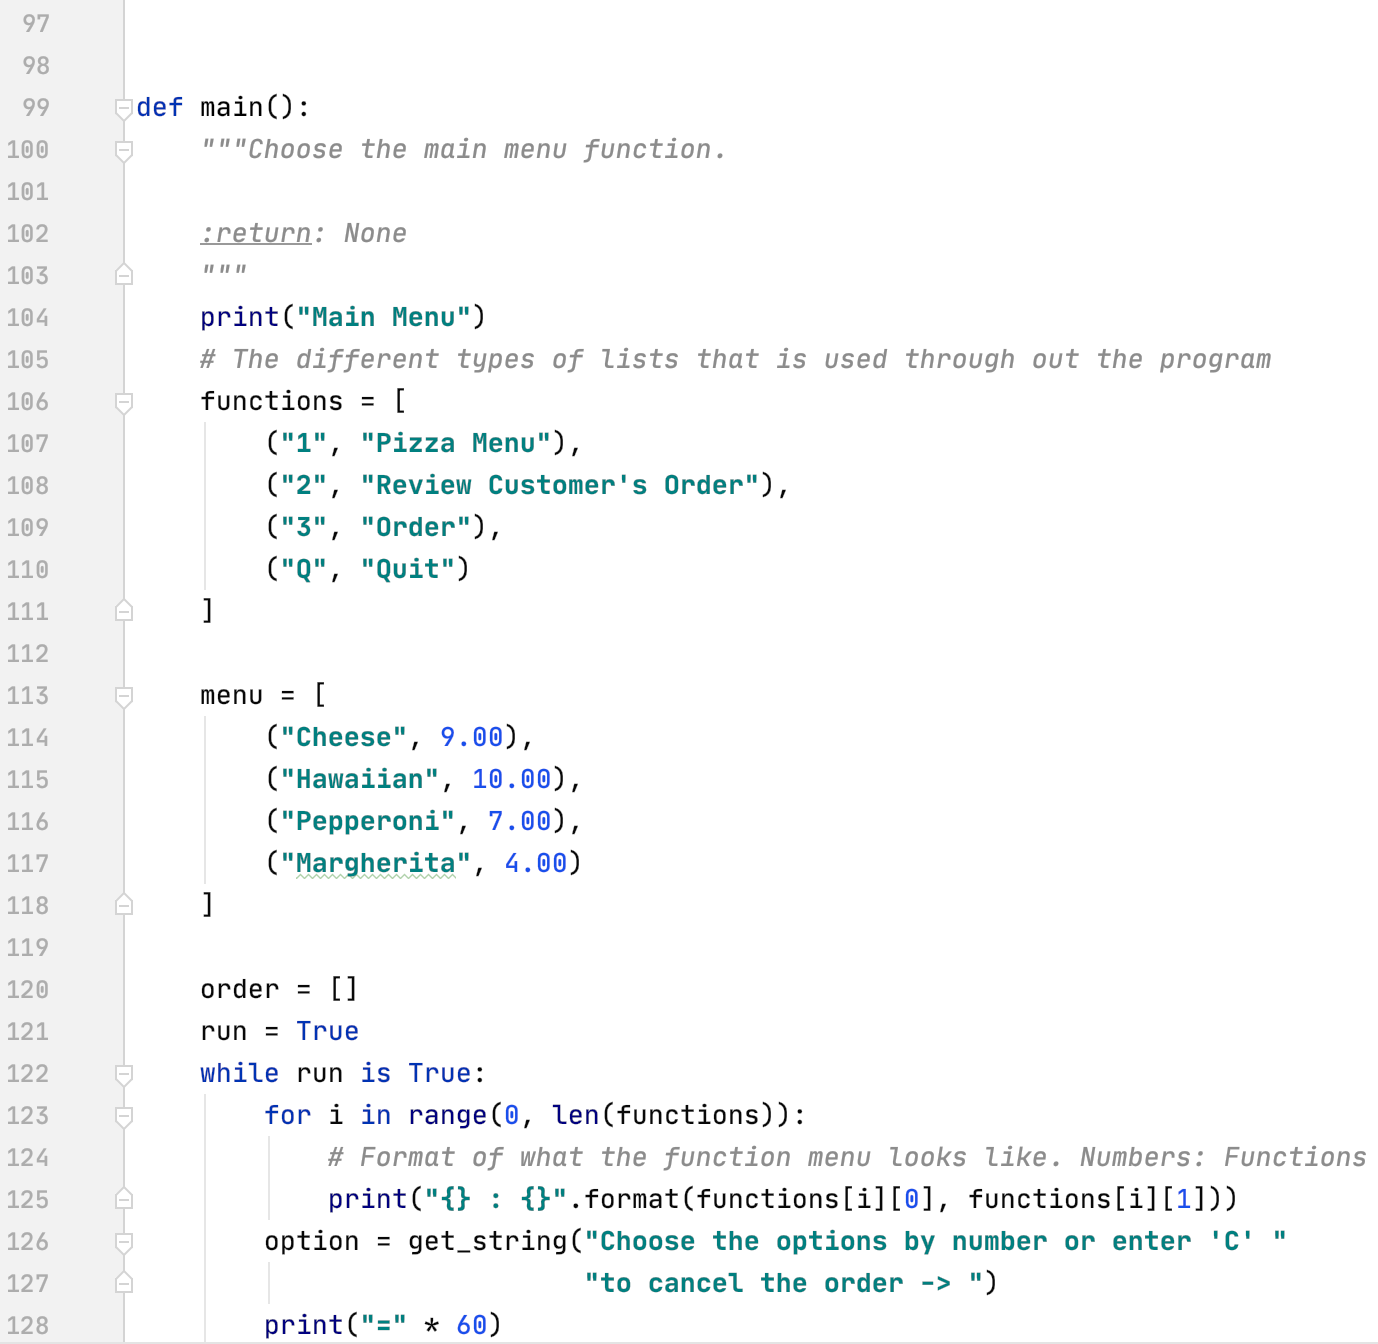 97
98
99 def main():
100     """Choose the main menu function.
101
102     :return: None
103     """
104     print("Main Menu")
105     # The different types of lists that is used through out the program
106     functions = [
107         ("1", "Pizza Menu"),
108         ("2", "Review Customer's Order"),
109         ("3", "Order"),
110         ("Q", "Quit")
111     ]
112
113     menu = [
114         ("Cheese", 9.00),
115         ("Hawaiian", 10.00),
116         ("Pepperoni", 7.00),
117         ("Margherita", 4.00)
118     ]
119
120     order = []
121     run = True
122     while run is True:
123         for i in range(0, len(functions)):
124             # Format of what the function menu looks like. Numbers: Functions
125             print("{} : {}".format(functions[i][0], functions[i][1]))
126         option = get_string("Choose the options by number or enter 'C' "
127                             "to cancel the order -> ")
128         print("=" * 60)